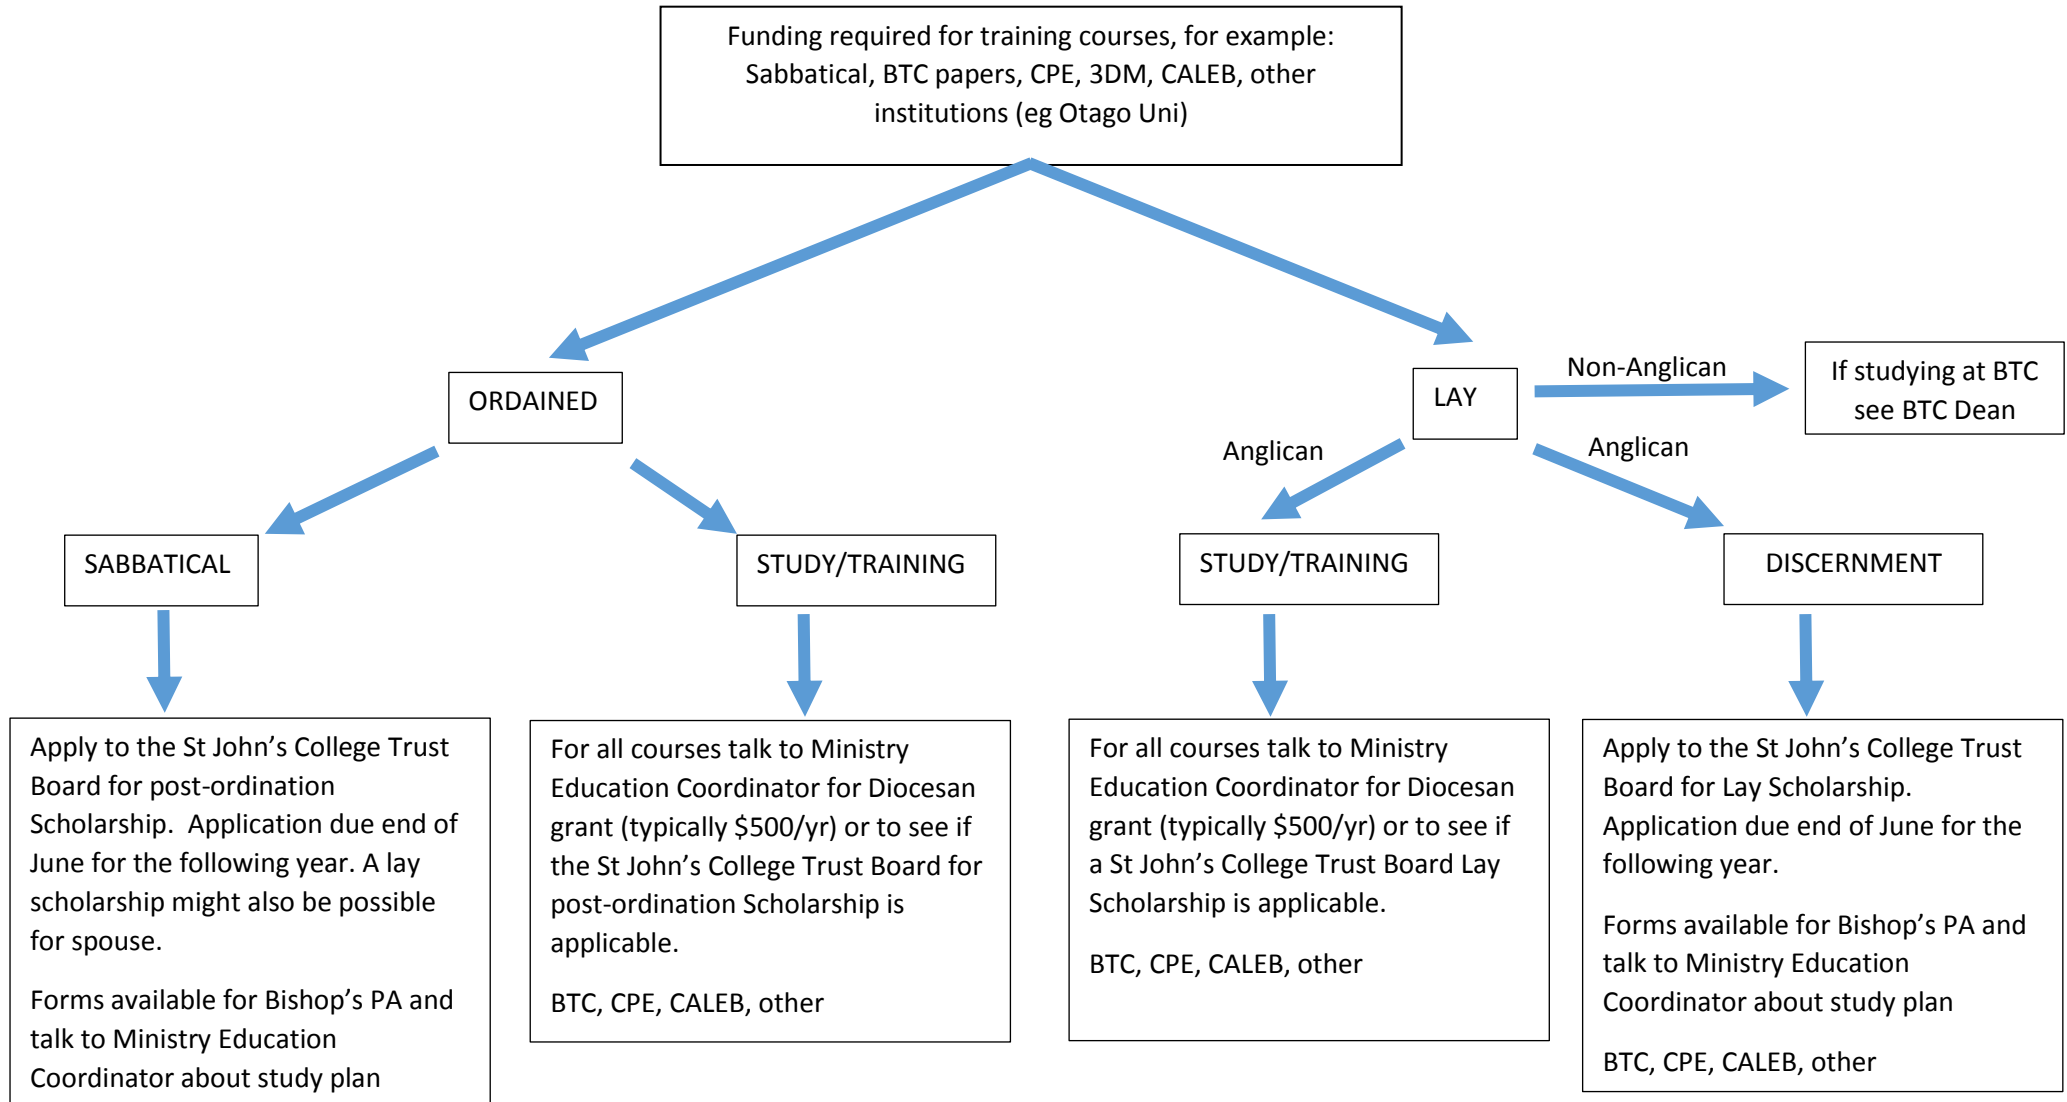 Funding required for training courses, for example:
Sabbatical, BTC papers, CPE, 3DM, CALEB, other
institutions (eg Otago Uni)
ORDAINED
LAY
Non-Anglican
If studying at BTC
see BTC Dean
Anglican
Anglican
SABBATICAL
STUDY/TRAINING
STUDY/TRAINING
DISCERNMENT
Apply to the St John’s College Trust
Board for post-ordination
Scholarship.  Application due end of
June for the following year. A lay
scholarship might also be possible
for spouse.
Forms available for Bishop’s PA and
talk to Ministry Education
Coordinator about study plan
For all courses talk to Ministry
Education Coordinator for Diocesan
grant (typically $500/yr) or to see if
the St John’s College Trust Board for
post-ordination Scholarship is
applicable.
BTC, CPE, CALEB, other
For all courses talk to Ministry
Education Coordinator for Diocesan
grant (typically $500/yr) or to see if
a St John’s College Trust Board Lay
Scholarship is applicable.
BTC, CPE, CALEB, other
Apply to the St John’s College Trust
Board for Lay Scholarship.
Application due end of June for the
following year.
Forms available for Bishop’s PA and
talk to Ministry Education
Coordinator about study plan
BTC, CPE, CALEB, other